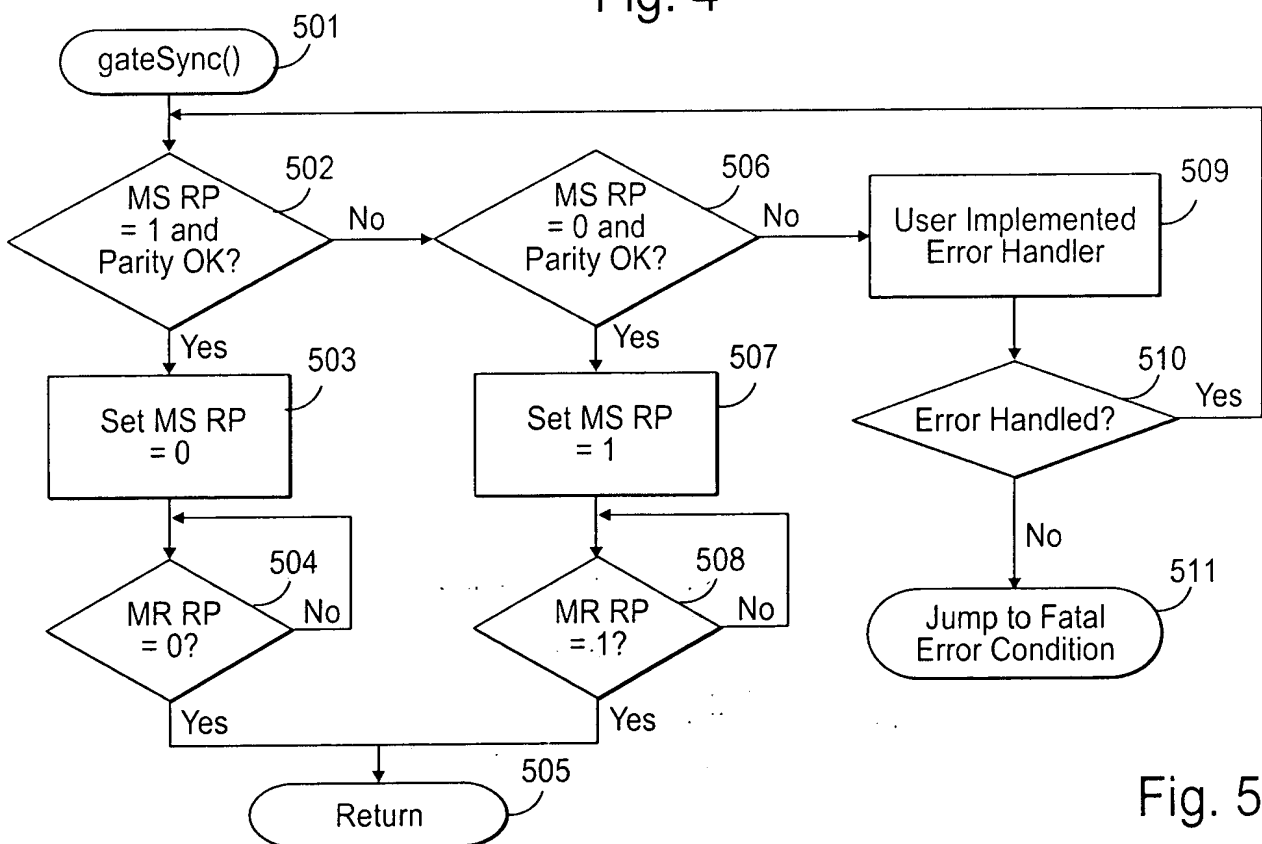 Fig. 4
gateSync()
501
MS RP
= 1 and
Parity OK?
502
No
Yes
MS RP
= 0 and
Parity OK?
506
No
Yes
User Implemented
Error Handler
509
Set MS RP
= 0
503
Set MS RP
= 1
507
Error Handled?
510
Yes
No
MR RP
= 0?
504
No
Yes
MR RP
= 1?
508
No
Yes
Jump to Fatal
Error Condition
511
Return
505
Fig. 5